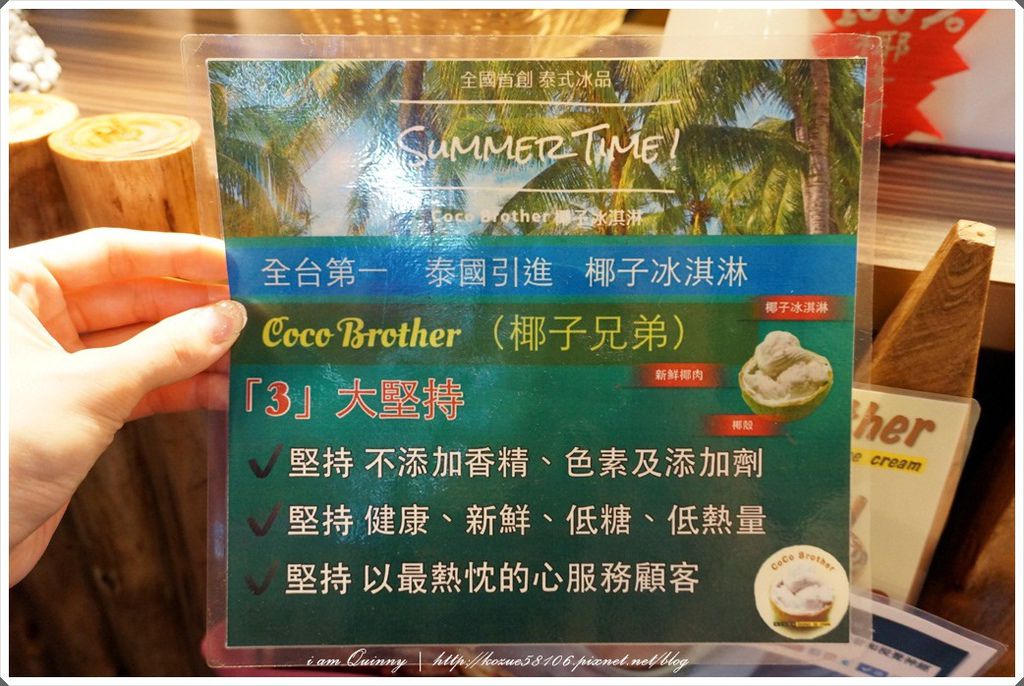 100%
椰
全國首創 泰式冰品
SUMMER TIME!
Coco Brother 椰子冰淇淋
全台第一 泰國引進 椰子冰淇淋
Coco Brother （椰子兄弟）
椰子冰淇淋
新鮮椰肉
椰殼
「3」大堅持
✓堅持 不添加香精、色素及添加劑
✓堅持 健康、新鮮、低糖、低熱量
✓堅持 以最熱忱的心服務顧客
CoCo Brother
ther
e cream
i am Quinny | http://kozue58106.pixnet.net/blog